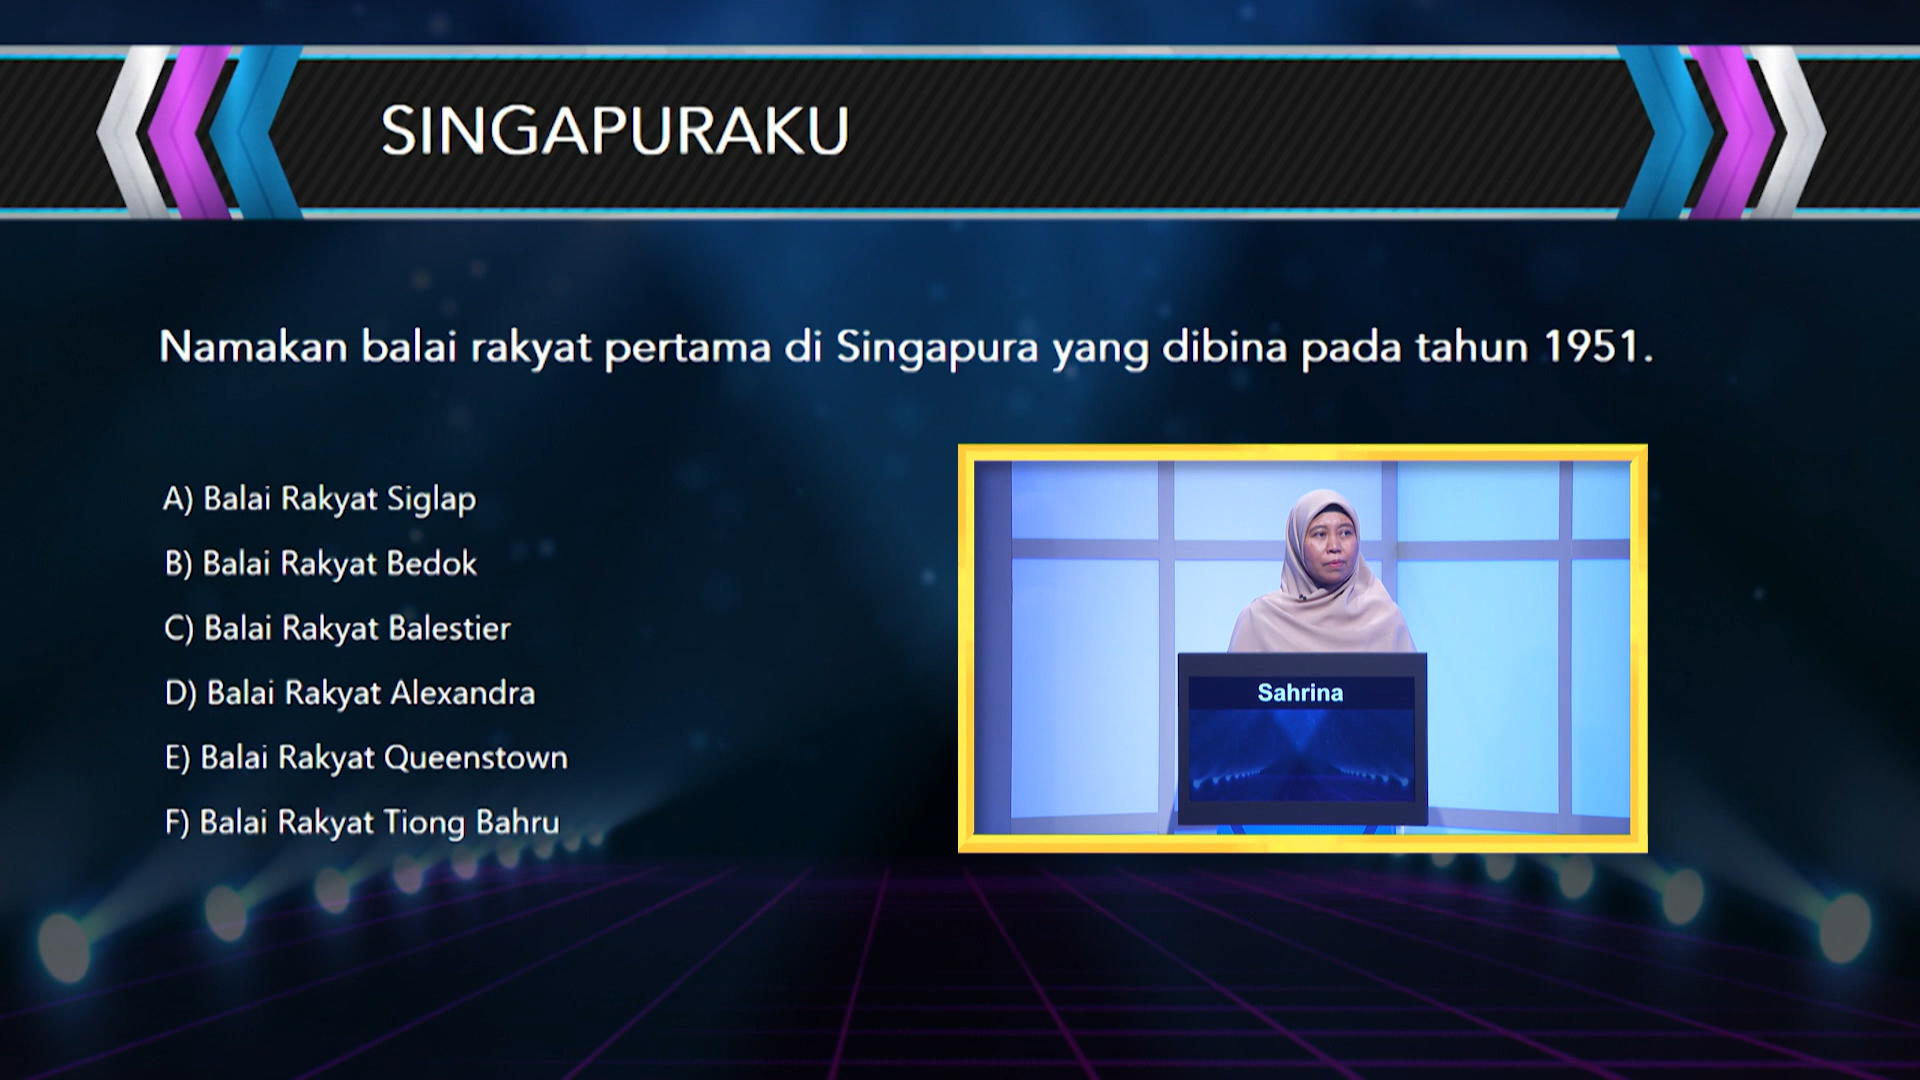 SINGAPURAKU
Namakan balai rakyat pertama di Singapura yang dibina pada tahun 1951.
A) Balai Rakyat Siglap
B) Balai Rakyat Bedok
C) Balai Rakyat Balestier
D) Balai Rakyat Alexandra
E) Balai Rakyat Queenstown
F) Balai Rakyat Tiong Bahru
Sahrina